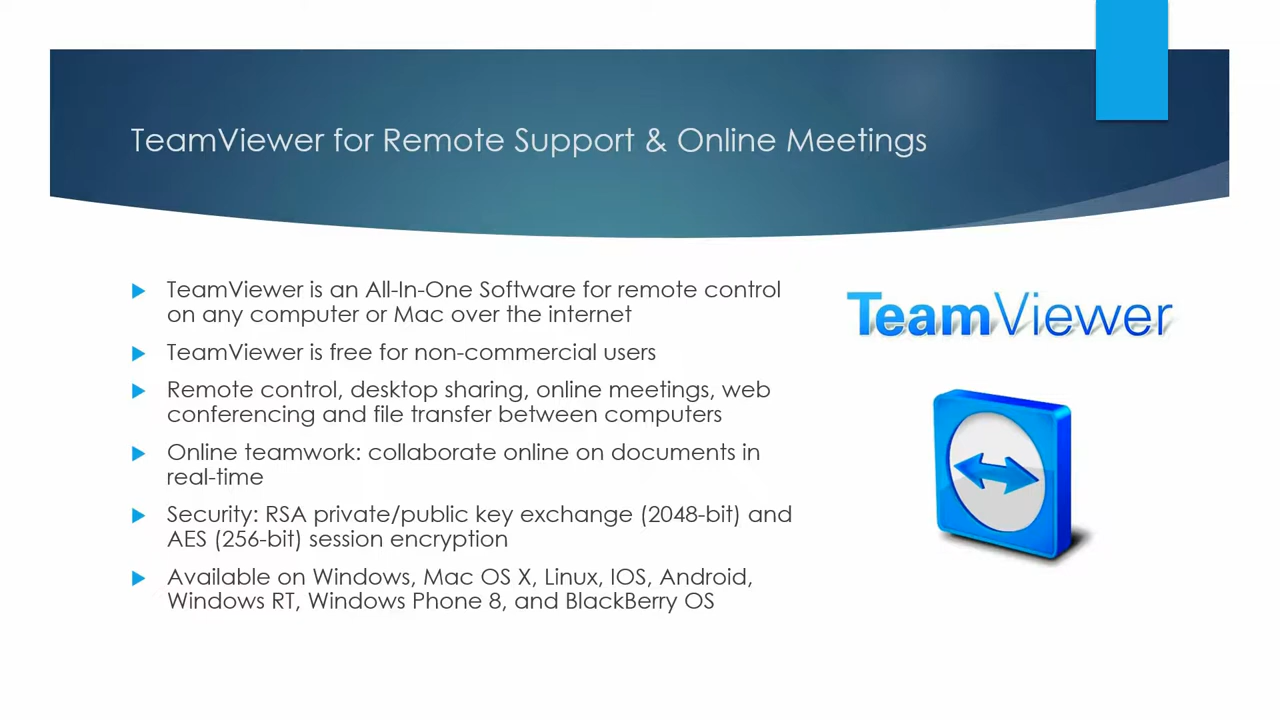 TeamViewer for Remote Support & Online Meetings
TeamViewer is an All-In-One Software for remote control
on any computer or Mac over the internet
TeamViewer is free for non-commercial users
Remote control, desktop sharing, online meetings, web
conferencing and file transfer between computers
Online teamwork: collaborate online on documents in
real-time
Security: RSA private/public key exchange (2048-bit) and
AES (256-bit) session encryption
Available on Windows, Mac OS X, Linux, IOS, Android,
Windows RT, Windows Phone 8, and BlackBerry OS
TeamViewer